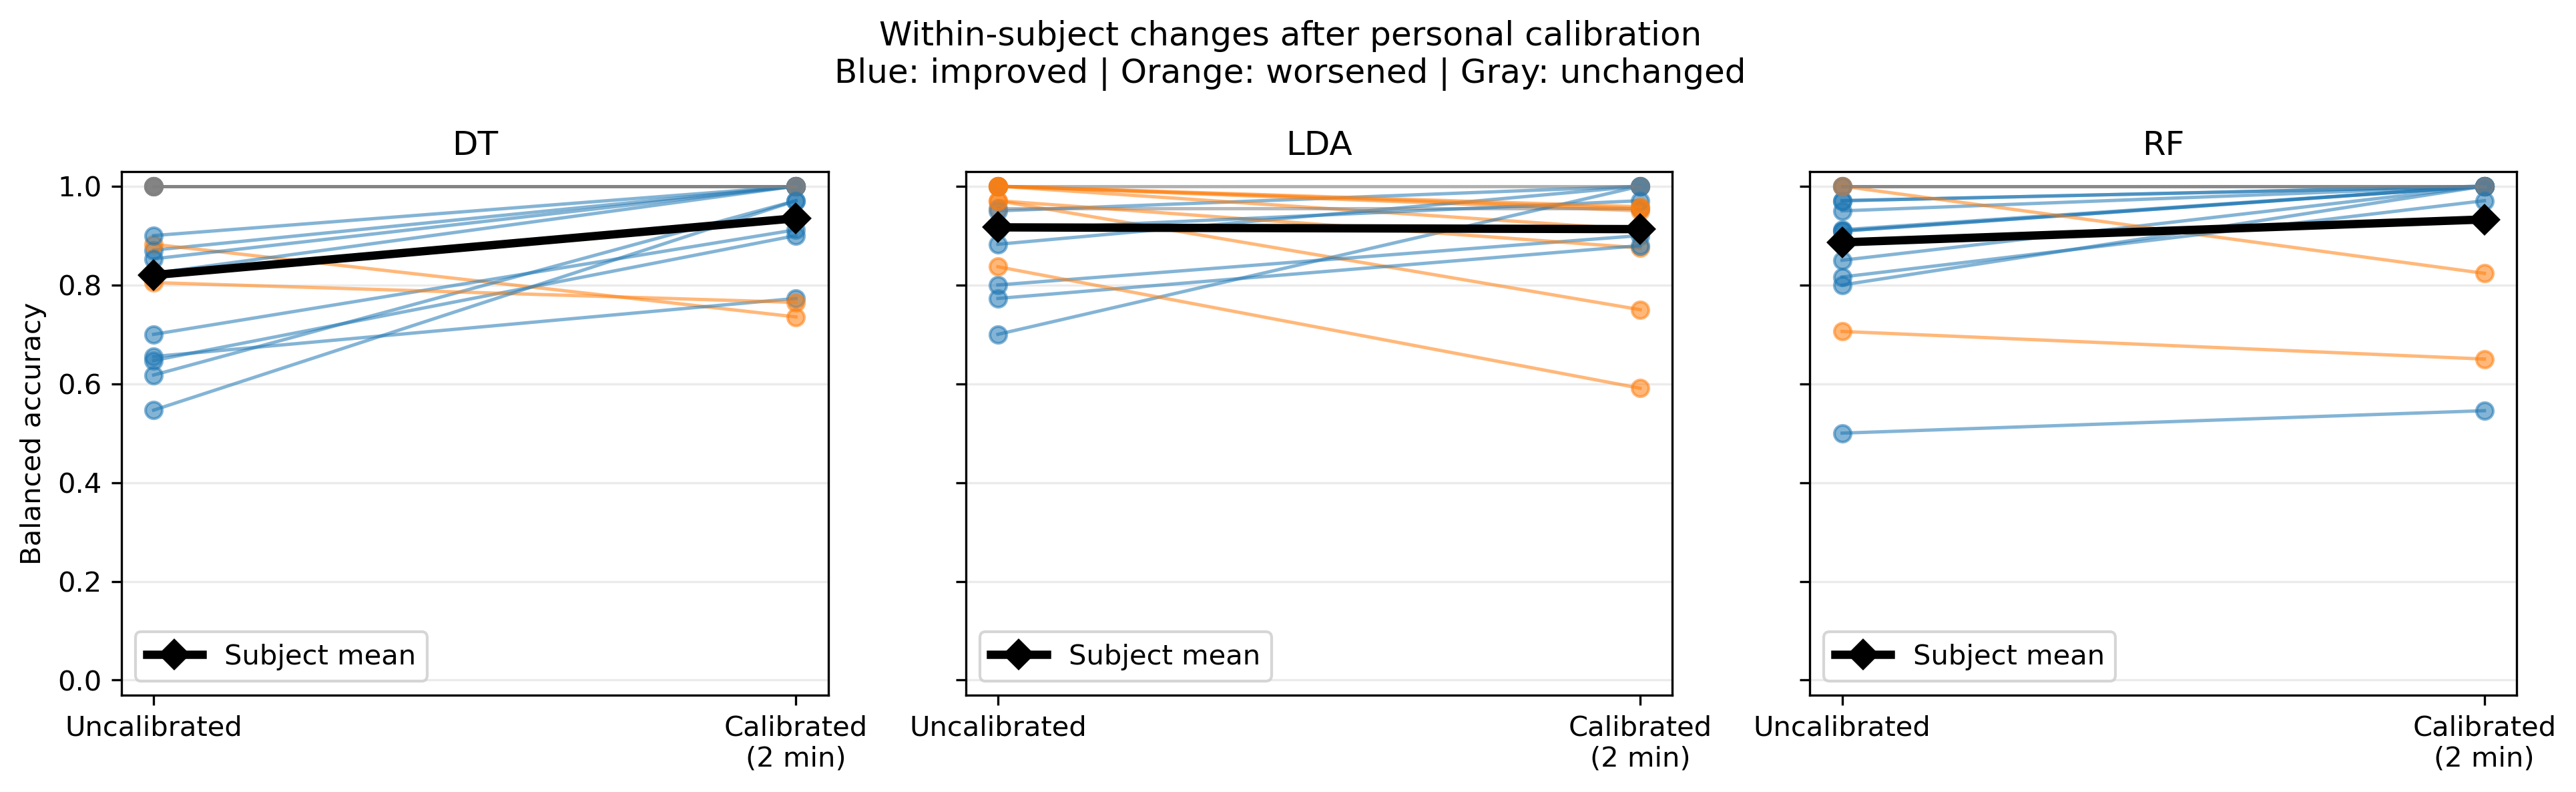 Within-subject changes after personal calibration
Blue: improved | Orange: worsened | Gray: unchanged
DT
LDA
RF
Balanced accuracy
1.0
0.8
0.6
0.4
0.2
0.0
Subject mean
Subject mean
Subject mean
Uncalibrated
Calibrated
(2 min)
Uncalibrated
Calibrated
(2 min)
Uncalibrated
Calibrated
(2 min)